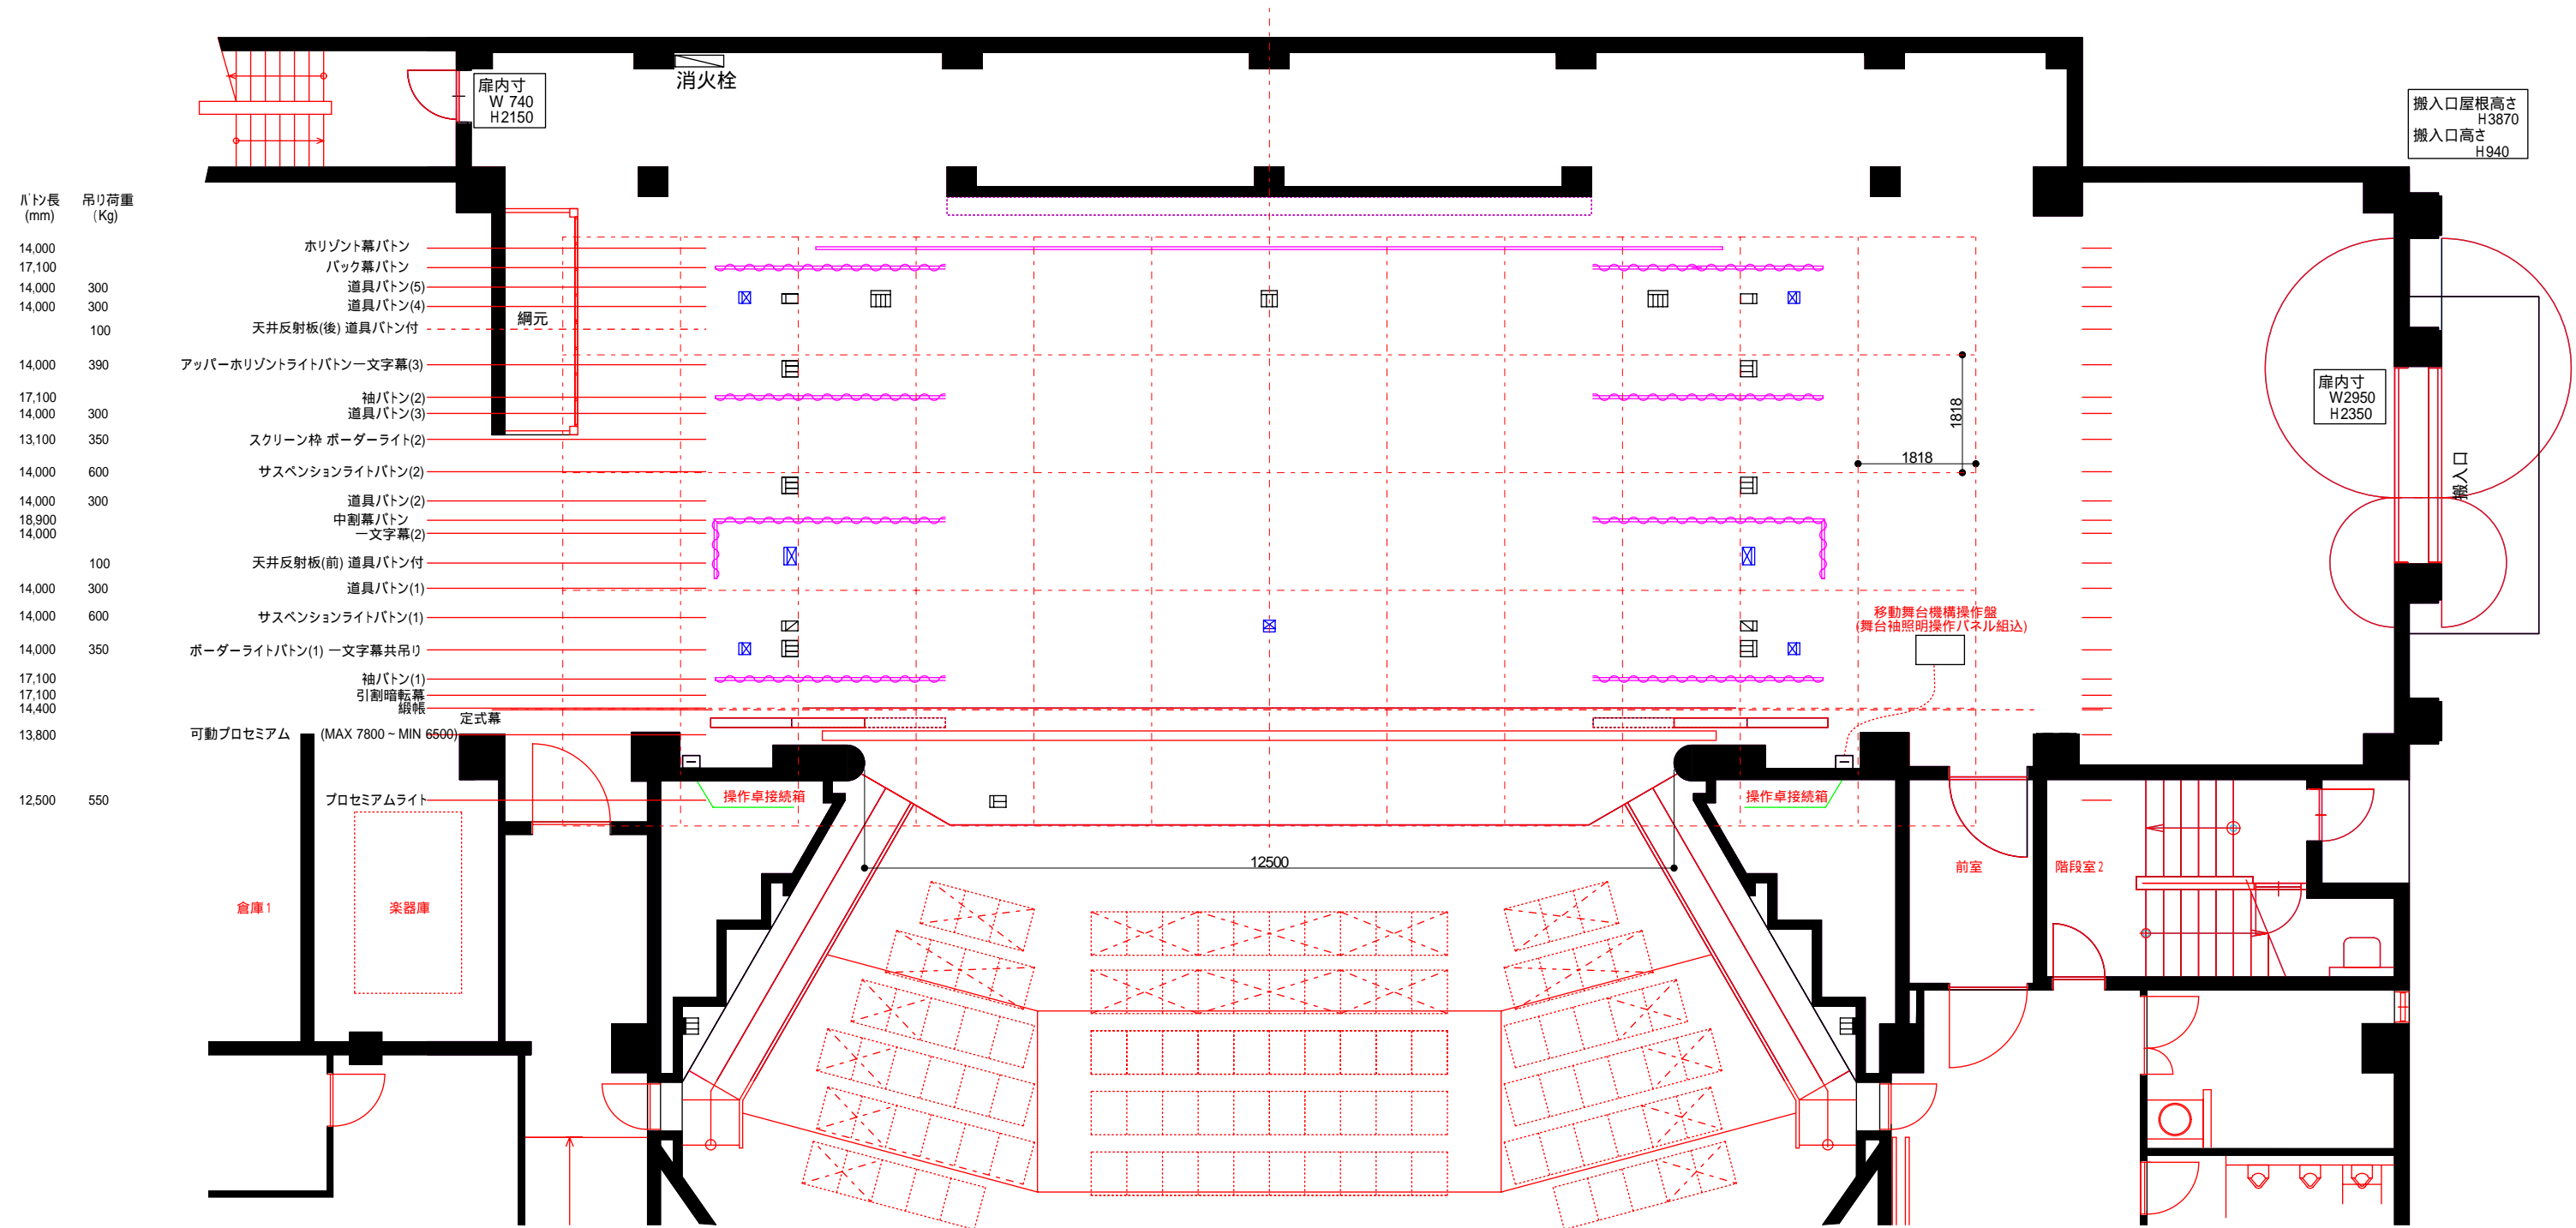 消火栓
扉内寸
W 740
H2150
搬入口屋根高さ
H3870
搬入口高さ
H940
バトン長 吊り荷重
(mm) (Kg)
14,000 ホリゾント幕バトン
17,100 バック幕バトン
14,000 300 道具バトン(5)
14,000 300 道具バトン(4)
100 天井反射板(後) 道具バトン付
綱元
14,000 390 アッパーホリゾントライトバトン一文字幕(3)
17,100 袖バトン(2)
14,000 300 道具バトン(3)
13,100 350 スクリーン枠 ボーダーライト(2)
14,000 600 サスペンションライトバトン(2)
14,000 300 道具バトン(2)
18,900 中割幕バトン
14,000 一文字幕(2)
100 天井反射板(前) 道具バトン付
14,000 300 道具バトン(1)
14,000 600 サスペンションライトバトン(1)
14,000 350 ボーダーライトバトン(1) 一文字幕共吊り
17,100 袖バトン(1)
17,100 引割暗転幕
14,400 緞帳
定式幕
13,800 可動プロセミアム (MAX 7800 ~ MIN 6500)
12,500 550 プロセミアムライト
扉内寸
W2950
H2350
搬入口
1818
1818
移動舞台機構操作盤
(舞台袖照明操作パネル組込)
操作卓接続箱
操作卓接続箱
12500
前室
階段室2
倉庫1
楽器庫